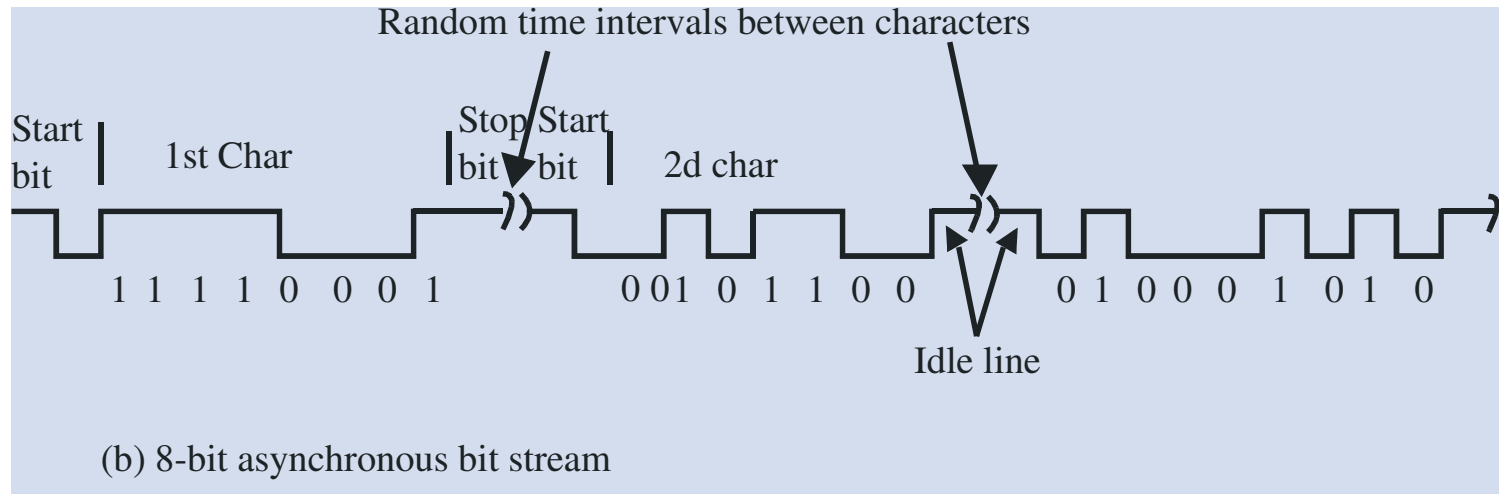 Random time intervals between characters
Start
bit
1st Char
Stop
bit
Start
bit
2d char
1 1 1 1 0 0 0 1
0 0 1 0 1 1 0 0
0 1 0 0 0 1 0 1 0
Idle line
(b) 8-bit asynchronous bit stream